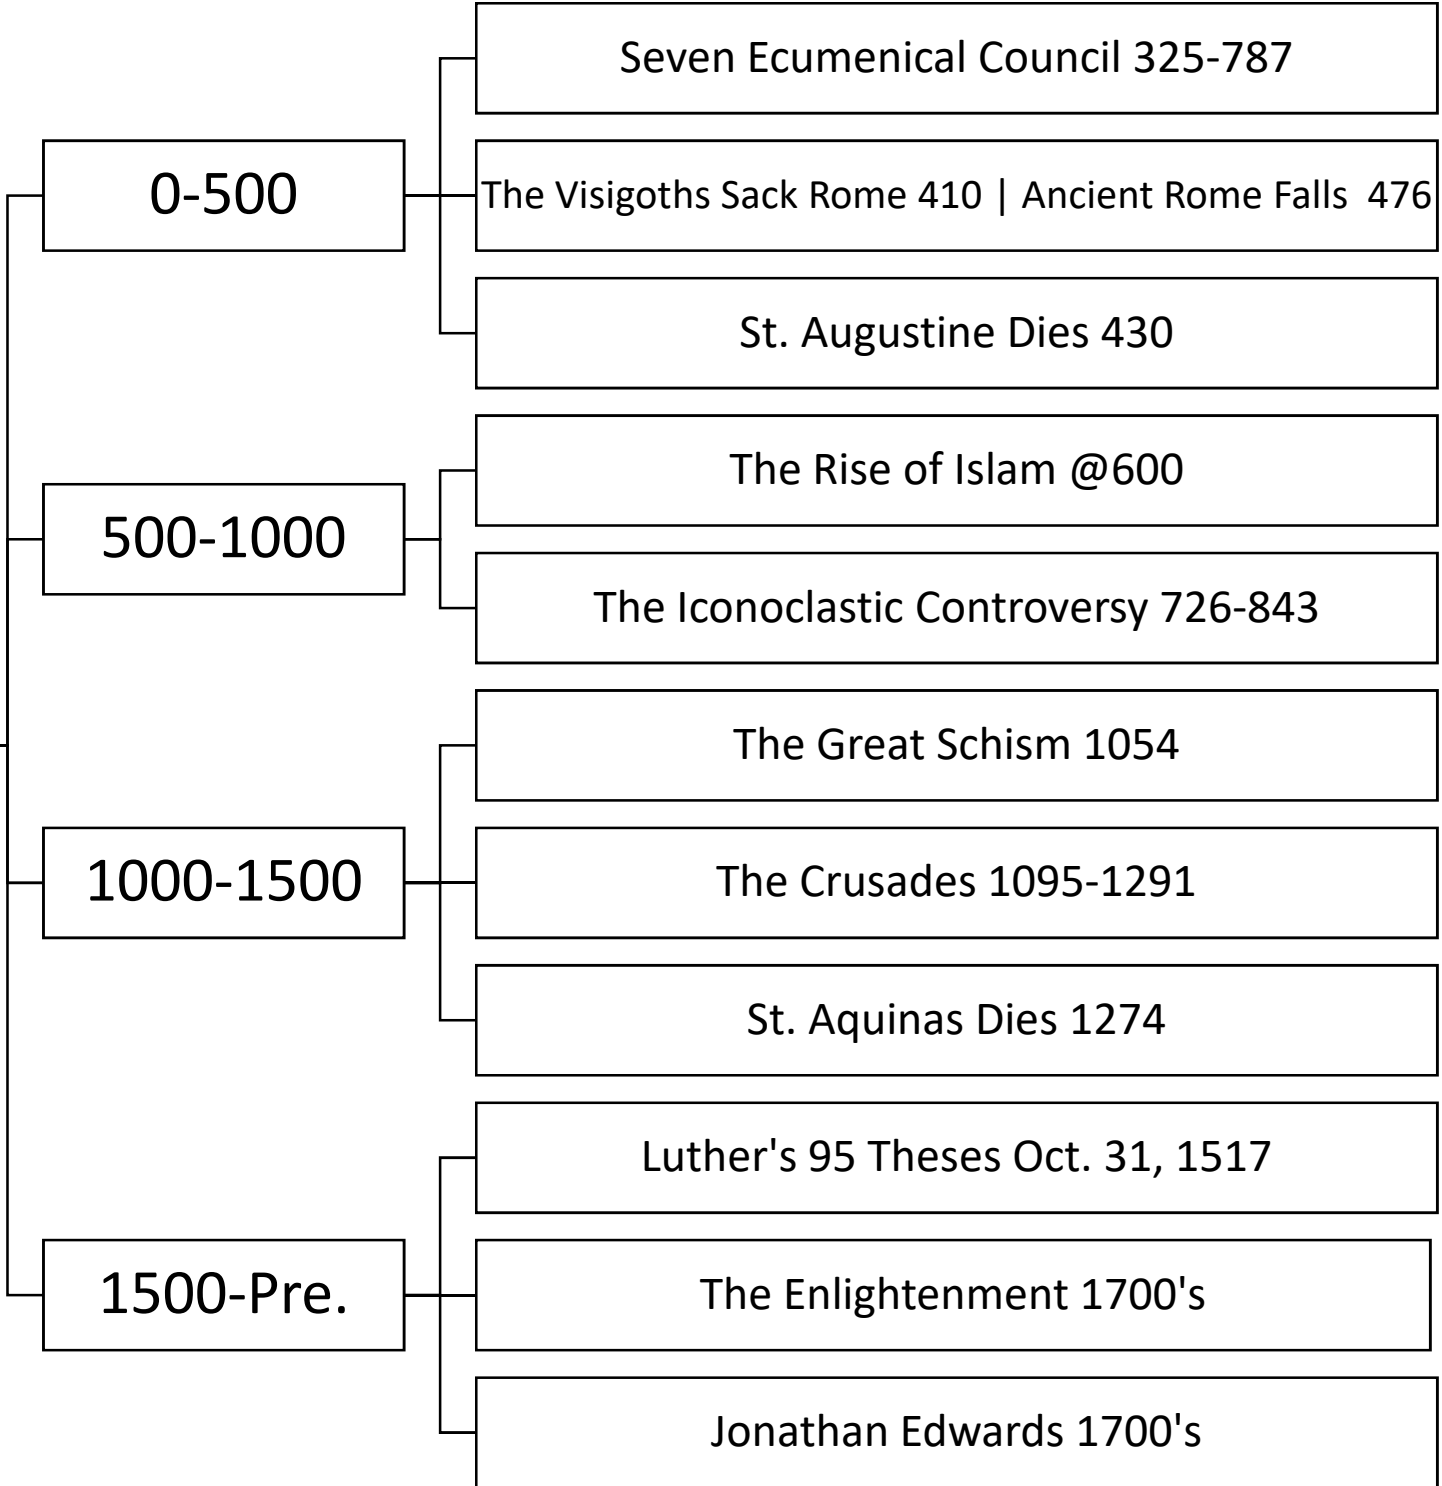 0-500
Seven Ecumenical Council 325-787
The Visigoths Sack Rome 410 | Ancient Rome Falls  476
St. Augustine Dies 430
500-1000
The Rise of Islam @600
The Iconoclastic Controversy 726-843
1000-1500
The Great Schism 1054
The Crusades 1095-1291
St. Aquinas Dies 1274
1500-Pre.
Luther's 95 Theses Oct. 31, 1517
The Enlightenment 1700's
Jonathan Edwards 1700's